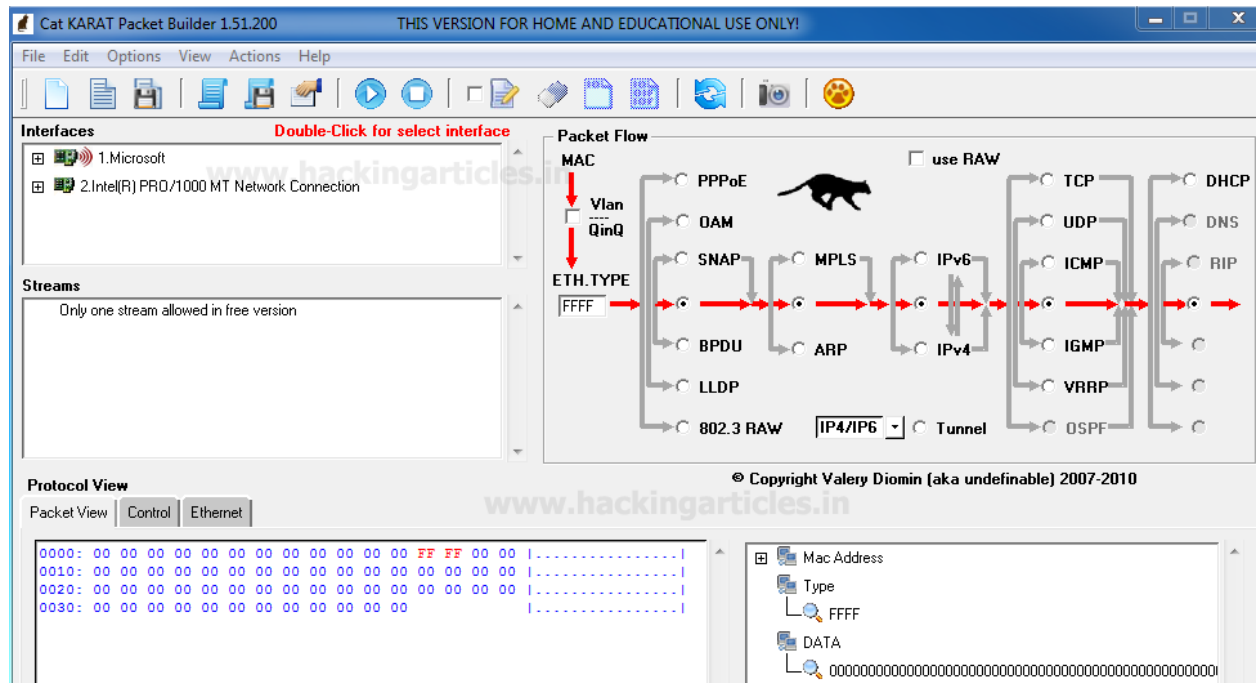 Cat KARAT Packet Builder 1.51.200 THIS VERSION FOR HOME AND EDUCATIONAL USE ONLY!
File Edit Options View Actions Help
Interfaces Double-Click for select interface
1.Microsoft
2.Intel(R) PRO/1000 MT Network Connection
www.hackingarticles.in
Streams
Only one stream allowed in free version
Packet Flow
MAC
use RAW
Vlan
----
QinQ
ETH.TYPE
FFFF
PPPoE
OAM
SNAP
BPDU
LLDP
802.3 RAW
MPLS
ARP
IPv6
IPv4
IP4/IP6 Tunnel
TCP
UDP
ICMP
IGMP
VRRP
OSPF
DHCP
DNS
RIP
© Copyright Valery Diomin (aka undefinable) 2007-2010
www.hackingarticles.in
Protocol View
Packet View Control Ethernet
0000: 00 00 00 00 00 00 00 00 00 00 00 00 FF FF 00 00 |................|
0010: 00 00 00 00 00 00 00 00 00 00 00 00 00 00 00 00 |................|
0020: 00 00 00 00 00 00 00 00 00 00 00 00 00 00 00 00 |................|
0030: 00 00 00 00 00 00 00 00 00 00 00 00 |................|
Mac Address
Type
FFFF
DATA